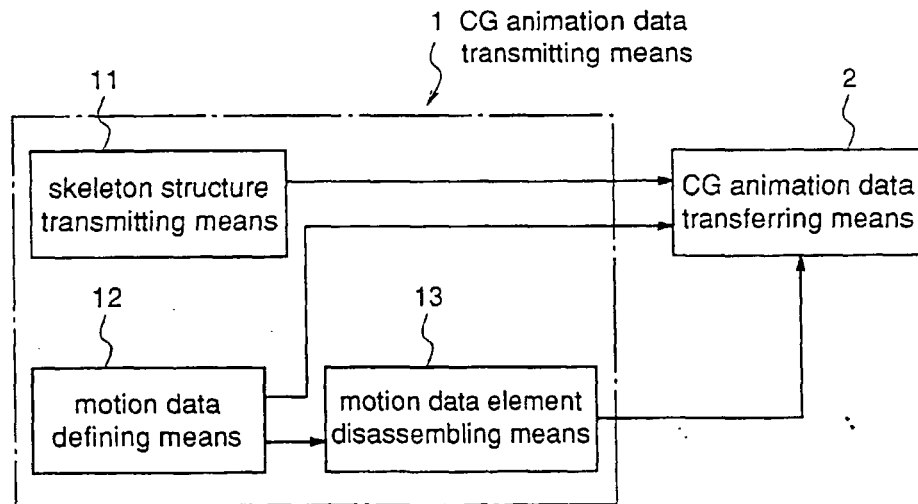 1 CG animation data
transmitting means
11
2
skeleton structure
transmitting means
CG animation data
transferring means
12
13
motion data
defining means
motion data element
disassembling means